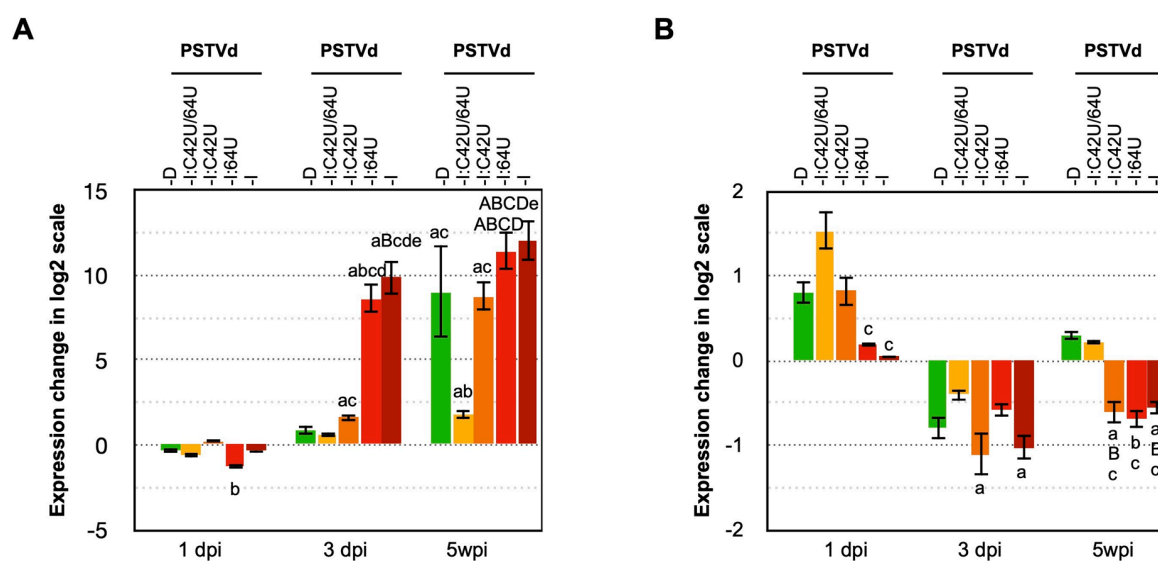 A
PSTVd
PSTVd
PSTVd
-D
-I:C42U/64U
-I:C42U
-I:64U
-I
-D
-I:C42U/64U
-I:C42U
-I:64U
-I
-D
-I:C42U/64U
-I:C42U
-I:64U
-I
Expression change in log2 scale
15
10
5
0
-5
b
ac
abcd
aBcde
ac
ab
ac
ABCD
ABCDe
1 dpi
3 dpi
5wpi
B
PSTVd
PSTVd
PSTVd
-D
-I:C42U/64U
-I:C42U
-I:64U
-I
-D
-I:C42U/64U
-I:C42U
-I:64U
-I
-D
-I:C42U/64U
-I:C42U
-I:64U
-I
Expression change in log2 scale
2
1
0
-1
-2
c
c
a
a
a
B
c
b
c
a
B
c
1 dpi
3 dpi
5wpi